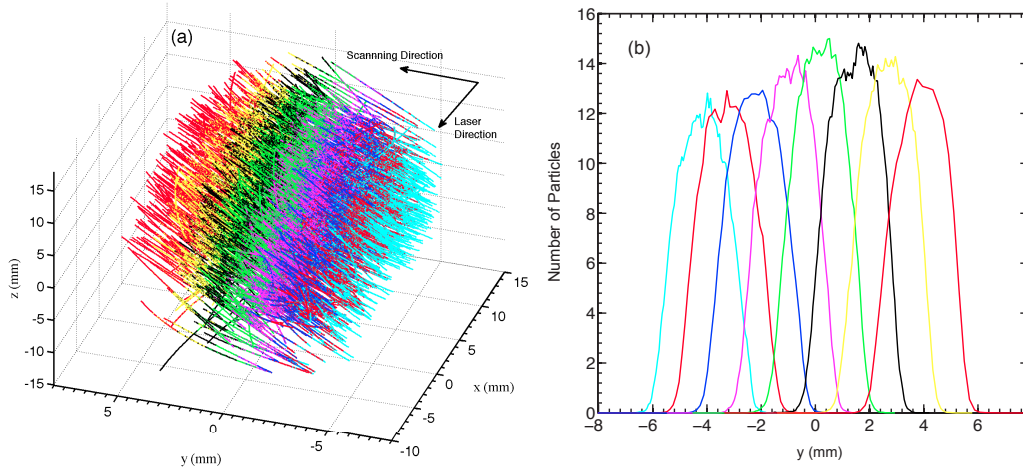 (a)
Scannning Direction
Laser
Direction
15
10
5
0
-5
-10
-15
z (mm)
5
0
-5
y (mm)
15
10
5
0
-5
-10
x (mm)
(b)
16
14
12
10
8
6
4
2
0
Number of Particles
−8 −6 −4 −2 0 2 4 6 8
y (mm)